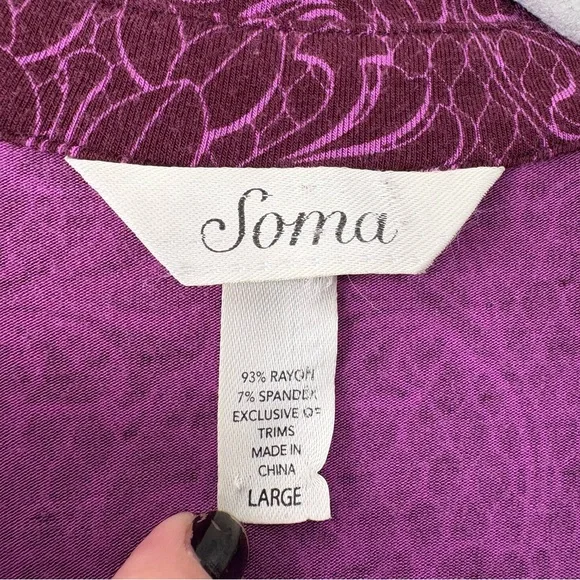 Soma
93% RAYON
7% SPANDEX
EXCLUSIVE OF
TRIMS
MADE IN
CHINA
LARGE